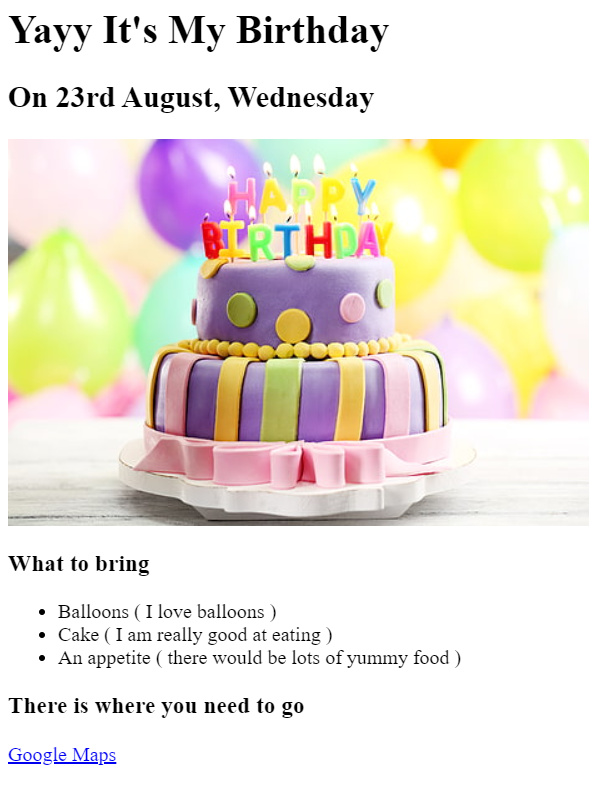 Yayy It's My Birthday
On 23rd August, Wednesday
HAPPY
BIRTHDAY
What to bring
Balloons ( I love balloons )
Cake ( I am really good at eating )
An appetite ( there would be lots of yummy food )
There is where you need to go
Google Maps